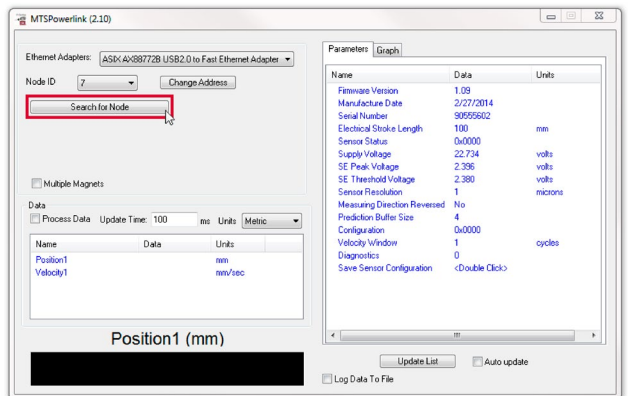 MTSPowerlink (2.10)
Ethernet Adapters: ASIX AX88772B USB2.0 to Fast Ethernet Adapter
Node ID 7 Change Address
Search for Node
Multiple Magnets
Data
Process Data Update Time: 100 ms Units Metric
Name Data Units
Position1 mm
Velocity1 mm/sec
Position1 (mm)
Parameters Graph
Name Data Units
Firmware Version 1.09
Manufacture Date 2/27/2014
Serial Number 90555602
Electrical Stroke Length 100 mm
Sensor Status 0x0000
Supply Voltage 22.734 volts
SE Peak Voltage 2.396 volts
SE Threshold Voltage 2.380 volts
Sensor Resolution 1 microns
Measuring Direction Reversed No
Prediction Buffer Size 4
Configuration 0x0000
Velocity Window 1 cycles
Diagnostics 0
Save Sensor Configuration <Double Click>
Update List Auto update
Log Data To File